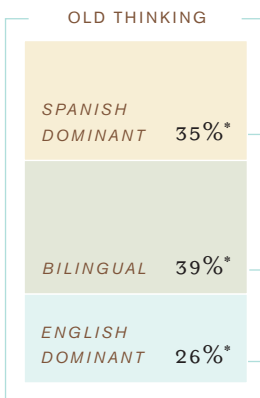 OLD THINKING
SPANISH
DOMINANT 35%*
BILINGUAL 39%*
ENGLISH
DOMINANT 26%*